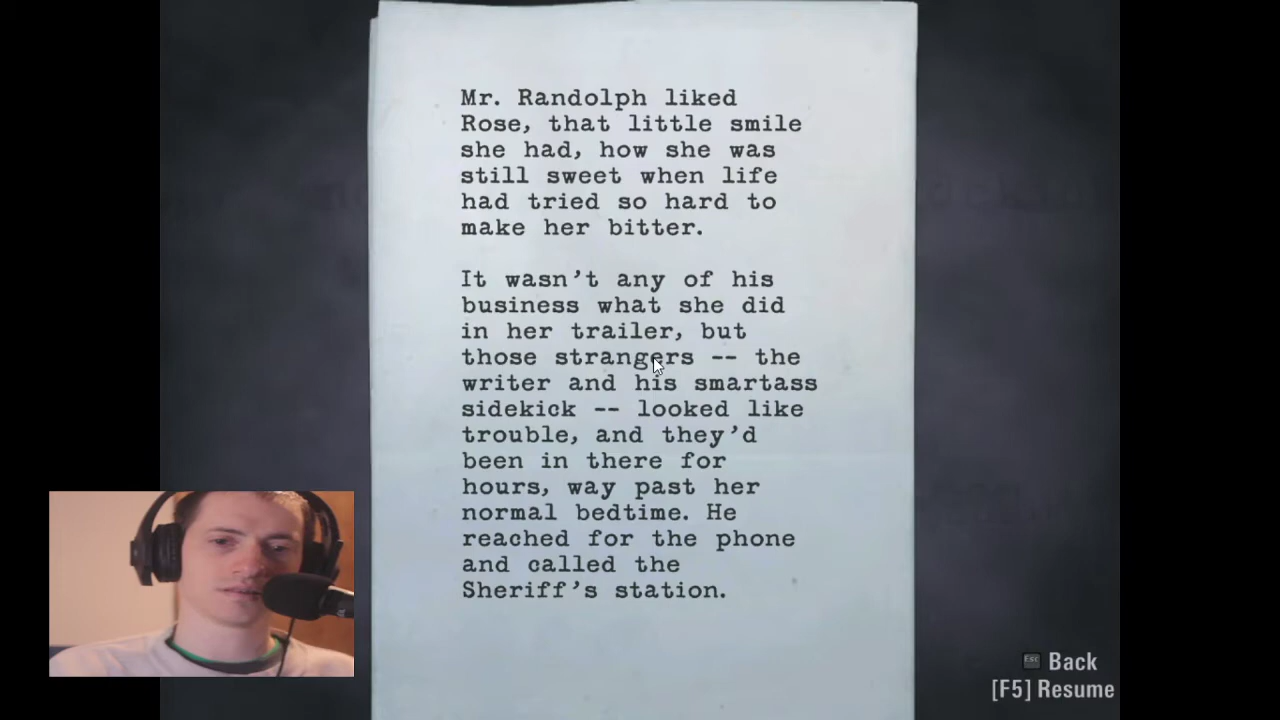 Mr. Randolph liked
Rose, that little smile
she had, how she was
still sweet when life
had tried so hard to
make her bitter.
It wasn't any of his
business what she did
in her trailer, but
those strangers -- the
writer and his smartass
sidekick -- looked like
trouble, and they'd
been in there for
hours, way past her
normal bedtime. He
reached for the phone
and called the
Sheriff's station.
Esc Back
[F5] Resume